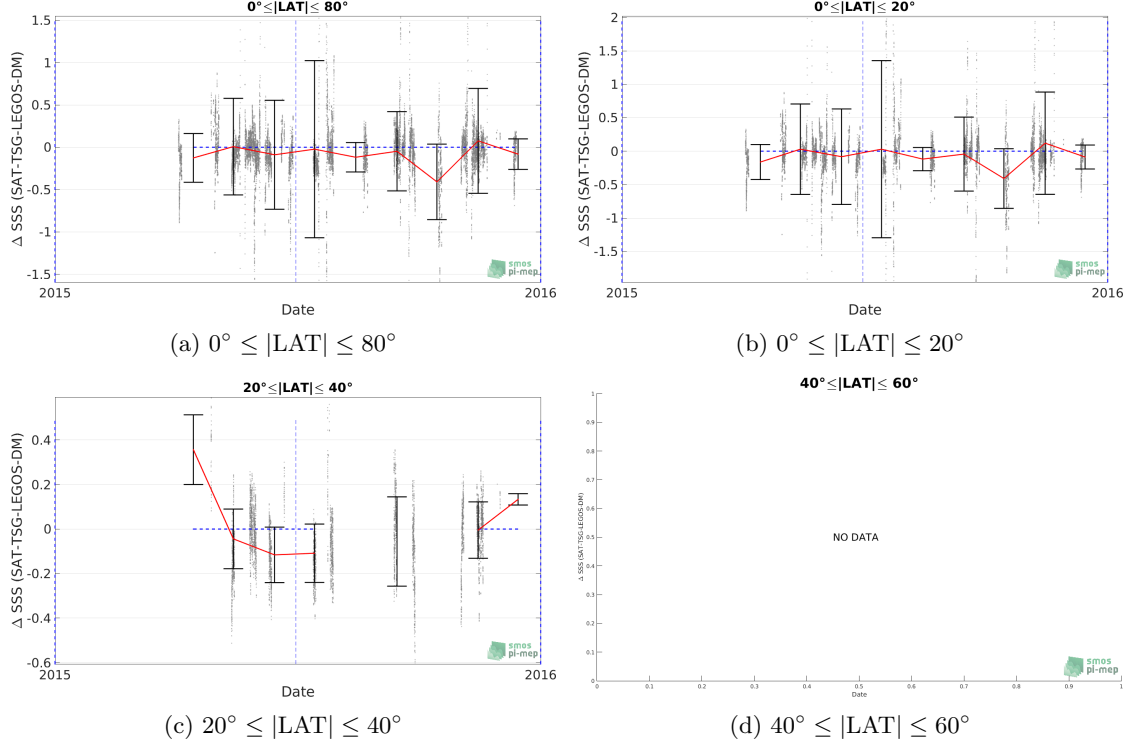 0°≤|LAT|≤ 80°
Δ SSS (SAT-TSG-LEGOS-DM)
1.5
1
0.5
0
-0.5
-1
-1.5
2015
2016
Date
smos
pi-mep
(a) 0° ≤ |LAT| ≤ 80°
0°≤|LAT|≤ 20°
Δ SSS (SAT-TSG-LEGOS-DM)
2
1.5
1
0.5
0
-0.5
-1
-1.5
2015
2016
Date
smos
pi-mep
(b) 0° ≤ |LAT| ≤ 20°
20°≤|LAT|≤ 40°
Δ SSS (SAT-TSG-LEGOS-DM)
0.4
0.2
0
-0.2
-0.4
-0.6
2015
2016
Date
smos
pi-mep
(c) 20° ≤ |LAT| ≤ 40°
40°≤|LAT|≤ 60°
Δ SSS (SAT-TSG-LEGOS-DM)
1
0.9
0.8
0.7
0.6
0.5
0.4
0.3
0.2
0.1
0
NO DATA
0 0.1 0.2 0.3 0.4 0.5 0.6 0.7 0.8 0.9 1
Date
smos
pi-mep
(d) 40° ≤ |LAT| ≤ 60°